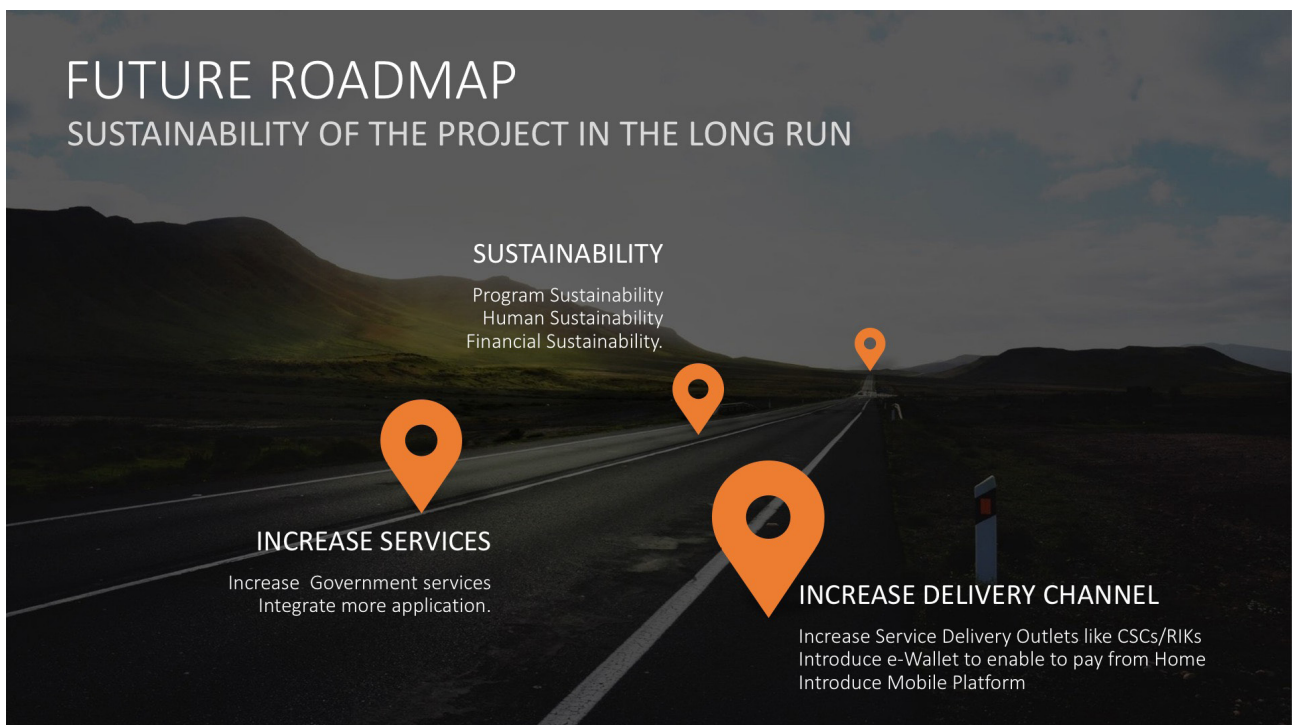 FUTURE ROADMAP
SUSTAINABILITY OF THE PROJECT IN THE LONG RUN
SUSTAINABILITY
Program Sustainability
Human Sustainability
Financial Sustainability.
INCREASE SERVICES
Increase  Government services
Integrate more application.
INCREASE DELIVERY CHANNEL
Increase Service Delivery Outlets like CSCs/RIKs
Introduce e-Wallet to enable to pay from Home
Introduce Mobile Platform